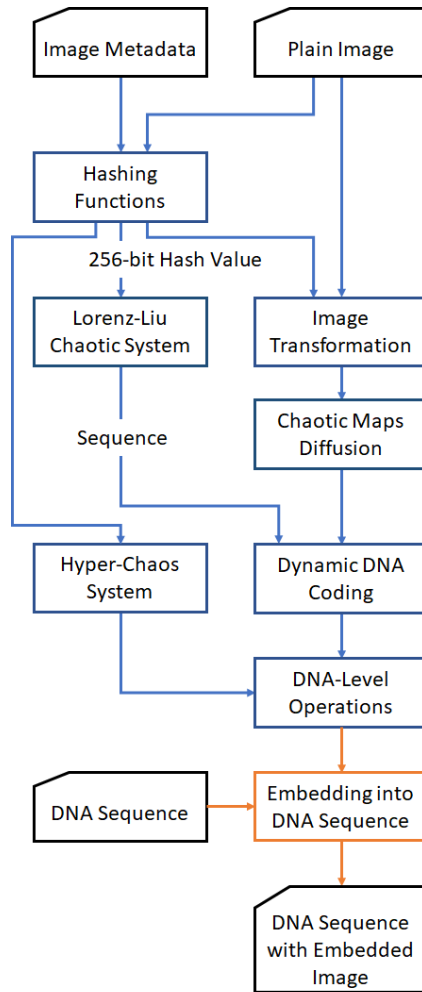 Image Metadata
Plain Image
Hashing
Functions
256-bit Hash Value
Lorenz-Liu
Chaotic System
Image
Transformation
Sequence
Chaotic Maps
Diffusion
Hyper-Chaos
System
Dynamic DNA
Coding
DNA-Level
Operations
DNA Sequence
Embedding into
DNA Sequence
DNA Sequence
with Embedded
Image